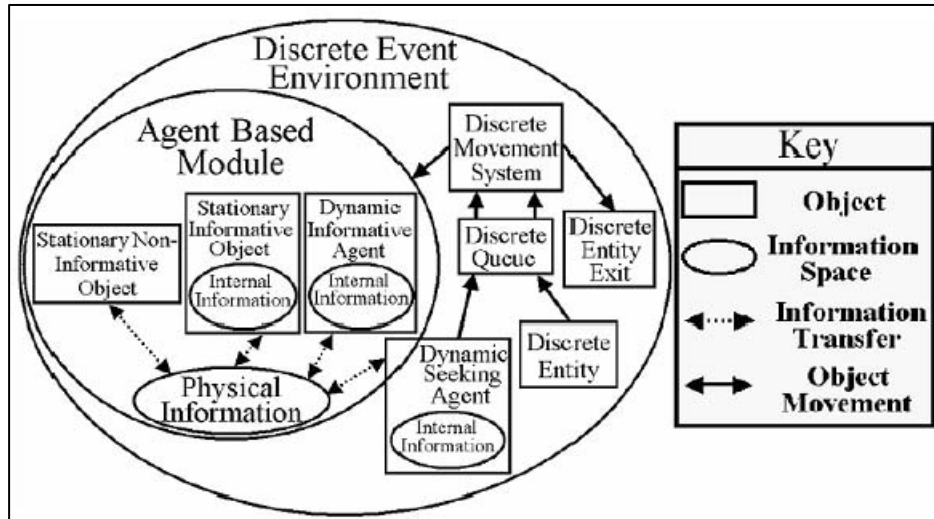 Discrete Event
Environment
Agent Based
Module
Stationary Non-
Informative
Object
Stationary
Informative
Object
Internal
Information
Dynamic
Informative
Agent
Internal
Information
Physical
Information
Discrete
Movement
System
Discrete
Queue
Discrete
Entity
Exit
Discrete
Entity
Dynamic
Seeking
Agent
Internal
Information
Key
Object
Information
Space
Information
Transfer
Object
Movement